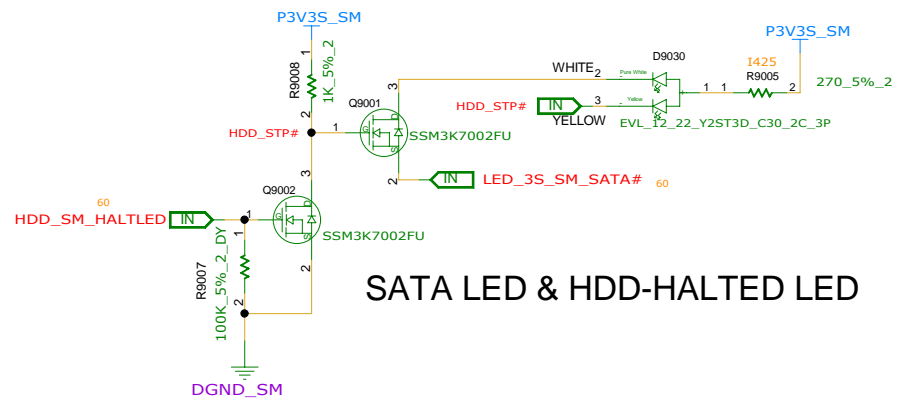 P3V3S_SM
P3V3S_SM
1
R9008
1K_5%_2
2
D9030
WHITE
2
-
Pure White
I425
1
1
R9005
2
270_5%_2
3
Q9001
HDD_STP#
1
G
D
S
SSM3K7002FU
HDD_STP#
IN
3
-
Yellow
+
YELLOW
EVL_12_22_Y2ST3D_C30_2C_3P
2
IN
LED_3S_SM_SATA#
60
3
Q9002
60
HDD_SM_HALTLED
IN
1
G
D
S
SSM3K7002FU
1
R9007
100K_5%_2_DY
2
2
SATA LED & HDD-HALTED LED
DGND_SM